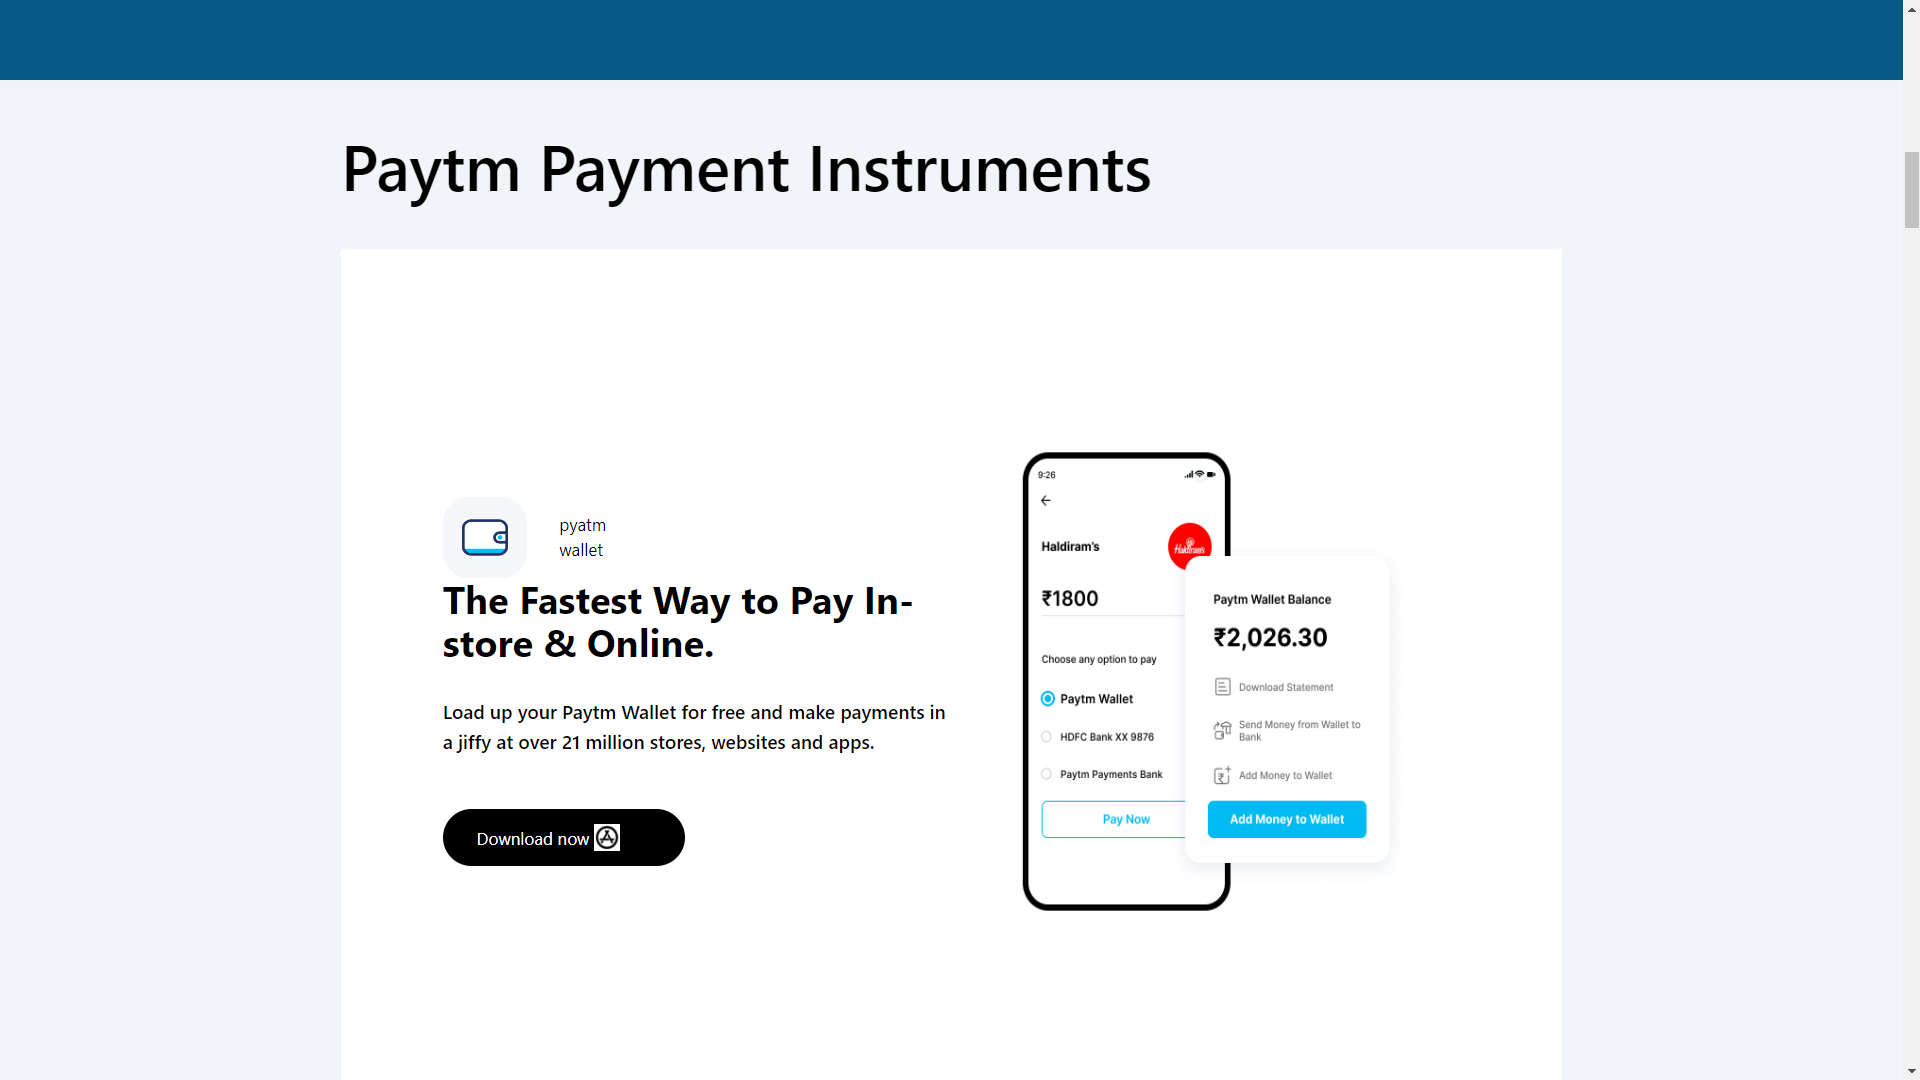 Paytm Payment Instruments
pyatm
wallet
The Fastest Way to Pay In-
store & Online.
Load up your Paytm Wallet for free and make payments in
a jiffy at over 21 million stores, websites and apps.
Download now
9:26
Haldiram's
Haldiram's
₹1800
Choose any option to pay
Paytm Wallet
HDFC Bank XX 9876
Paytm Payments Bank
Pay Now
Paytm Wallet Balance
₹2,026.30
Download Statement
Send Money from Wallet to
Bank
Add Money to Wallet
Add Money to Wallet